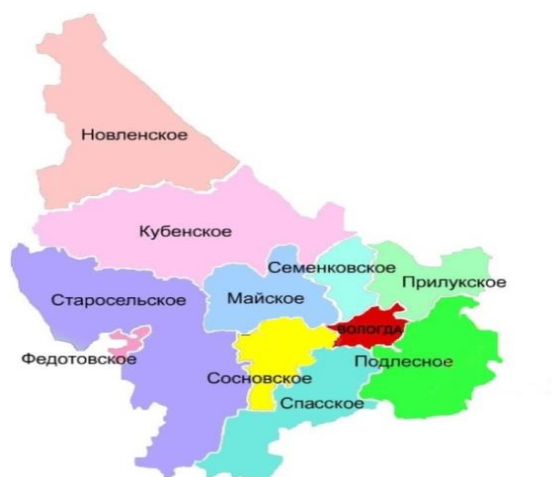 Новленское
Кубенское
Семенковское
Прилукское
Старосельское
Майское
ВОЛОГДА
Федотовское
Подлесное
Сосновское
Спасское